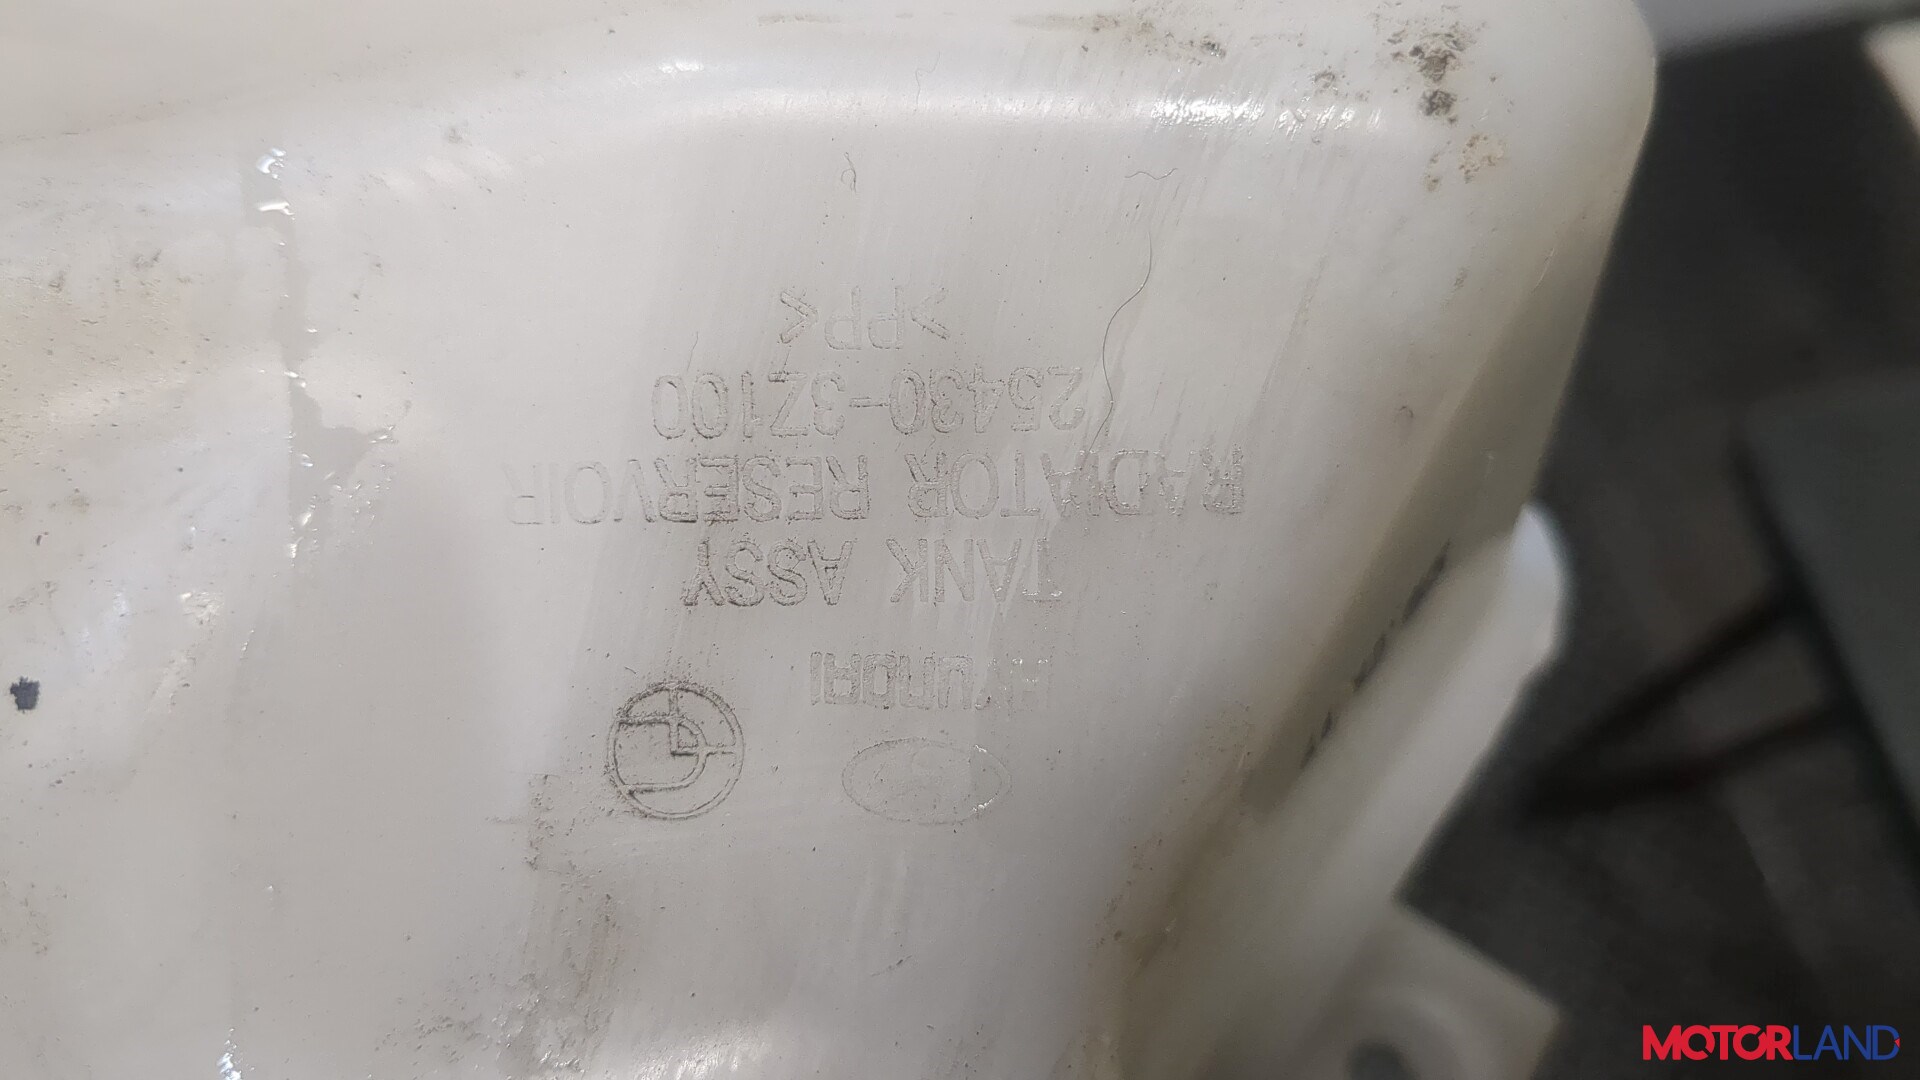 HYUNDAI
TANK ASSY
RADIATOR RESERVOIR
25430-3Z100
>PP<
MOTORLAND